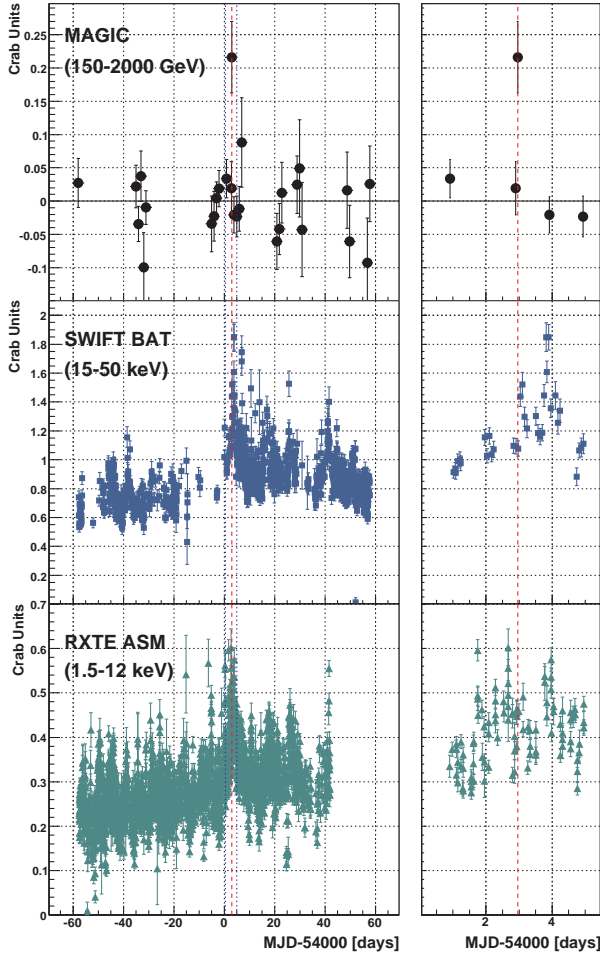 Crab Units
MAGIC
(150-2000 GeV)
0.25
0.2
0.15
0.1
0.05
0
-0.05
-0.1
Crab Units
SWIFT BAT
(15-50 keV)
2
1.8
1.6
1.4
1.2
1
0.8
0.6
0.4
0.2
0
Crab Units
RXTE ASM
(1.5-12 keV)
0.7
0.6
0.5
0.4
0.3
0.2
0.1
0
-60 -40 -20 0 20 40 60
MJD-54000 [days]
2 4
MJD-54000 [days]